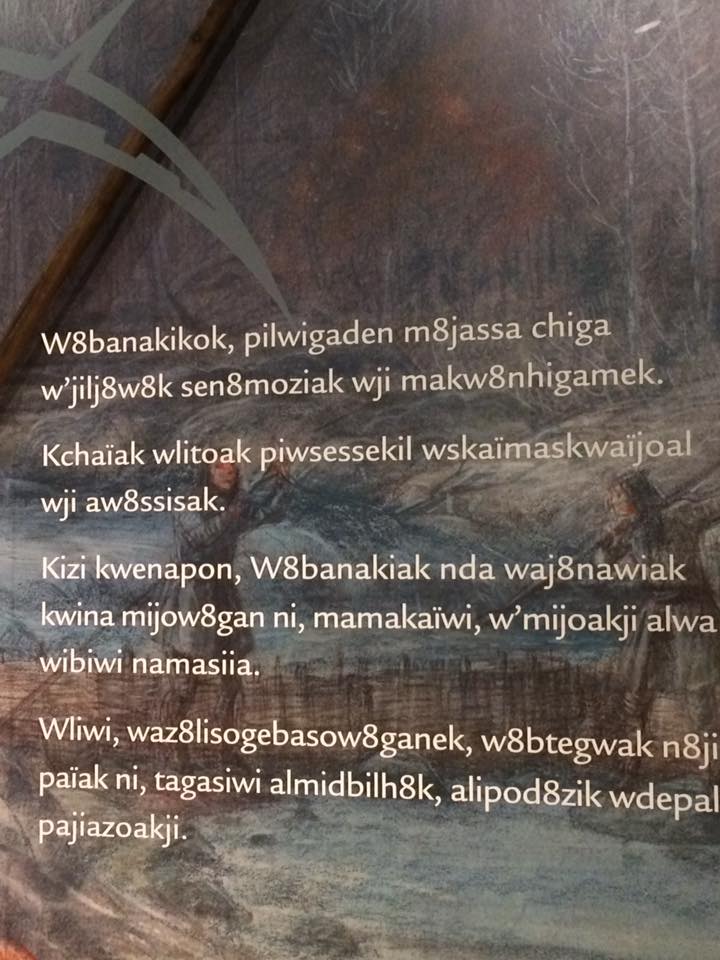 W8banakikok, pilwigaden m8jassa chiga
w’jilj8w8k sen8moziak wji makw8nhigamek.
Kchaïak wlitoak piwsessekil wskaïmaskwaïjoal
wji aw8ssisak.
Kizi kwenapon, W8banakiak nda waj8nawiak
kwina mijow8gan ni, mamakaïwi, w’mijoakji alwa
wibiwi namasiia.
Wliwi, waz8lisogebasow8ganek, w8btegwak n8ji
païak ni, tagasiwi almidbilh8k, alipod8zik wdepal
pajiazoakji.